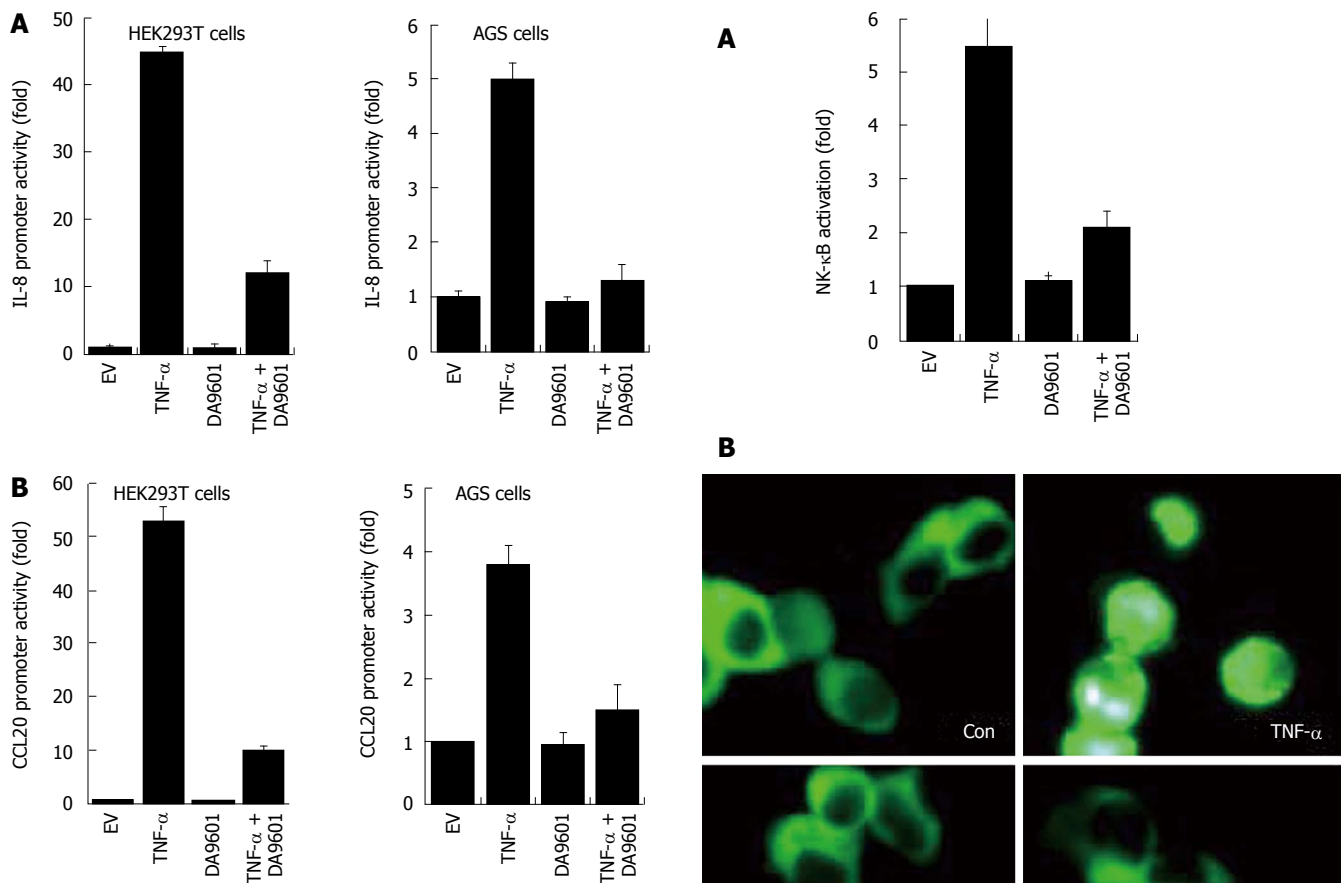 A
HEK293T cells
IL-8 promoter activity (fold)
50
40
30
20
10
0
EV
TNF-α
DA9601
TNF-α +
DA9601
AGS cells
IL-8 promoter activity (fold)
6
5
4
3
2
1
0
EV
TNF-α
DA9601
TNF-α +
DA9601
B
HEK293T cells
CCL20 promoter activity (fold)
60
50
40
30
20
10
0
EV
TNF-α
DA9601
TNF-α +
DA9601
AGS cells
CCL20 promoter activity (fold)
5
4
3
2
1
0
EV
TNF-α
DA9601
TNF-α +
DA9601
A
NK-κB activation (fold)
6
5
4
3
2
1
0
EV
TNF-α
DA9601
TNF-α +
DA9601
B
Con
TNF-α